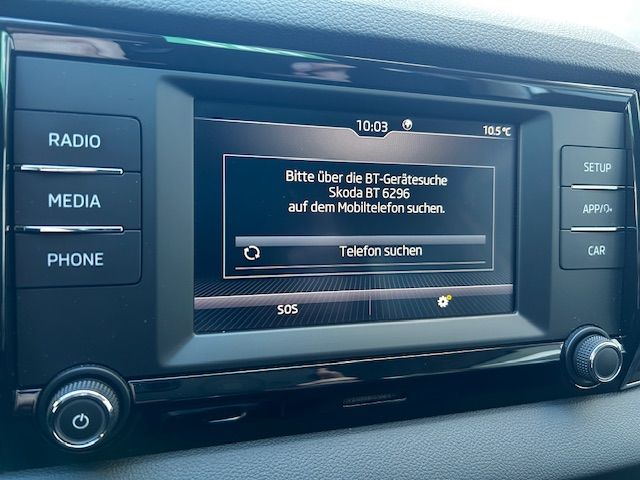 10:03
10.5 °C
RADIO
MEDIA
PHONE
Bitte über die BT-Gerätesuche
Skoda BT 6296
auf dem Mobiltelefon suchen.
Telefon suchen
SOS
SETUP
APP/
CAR